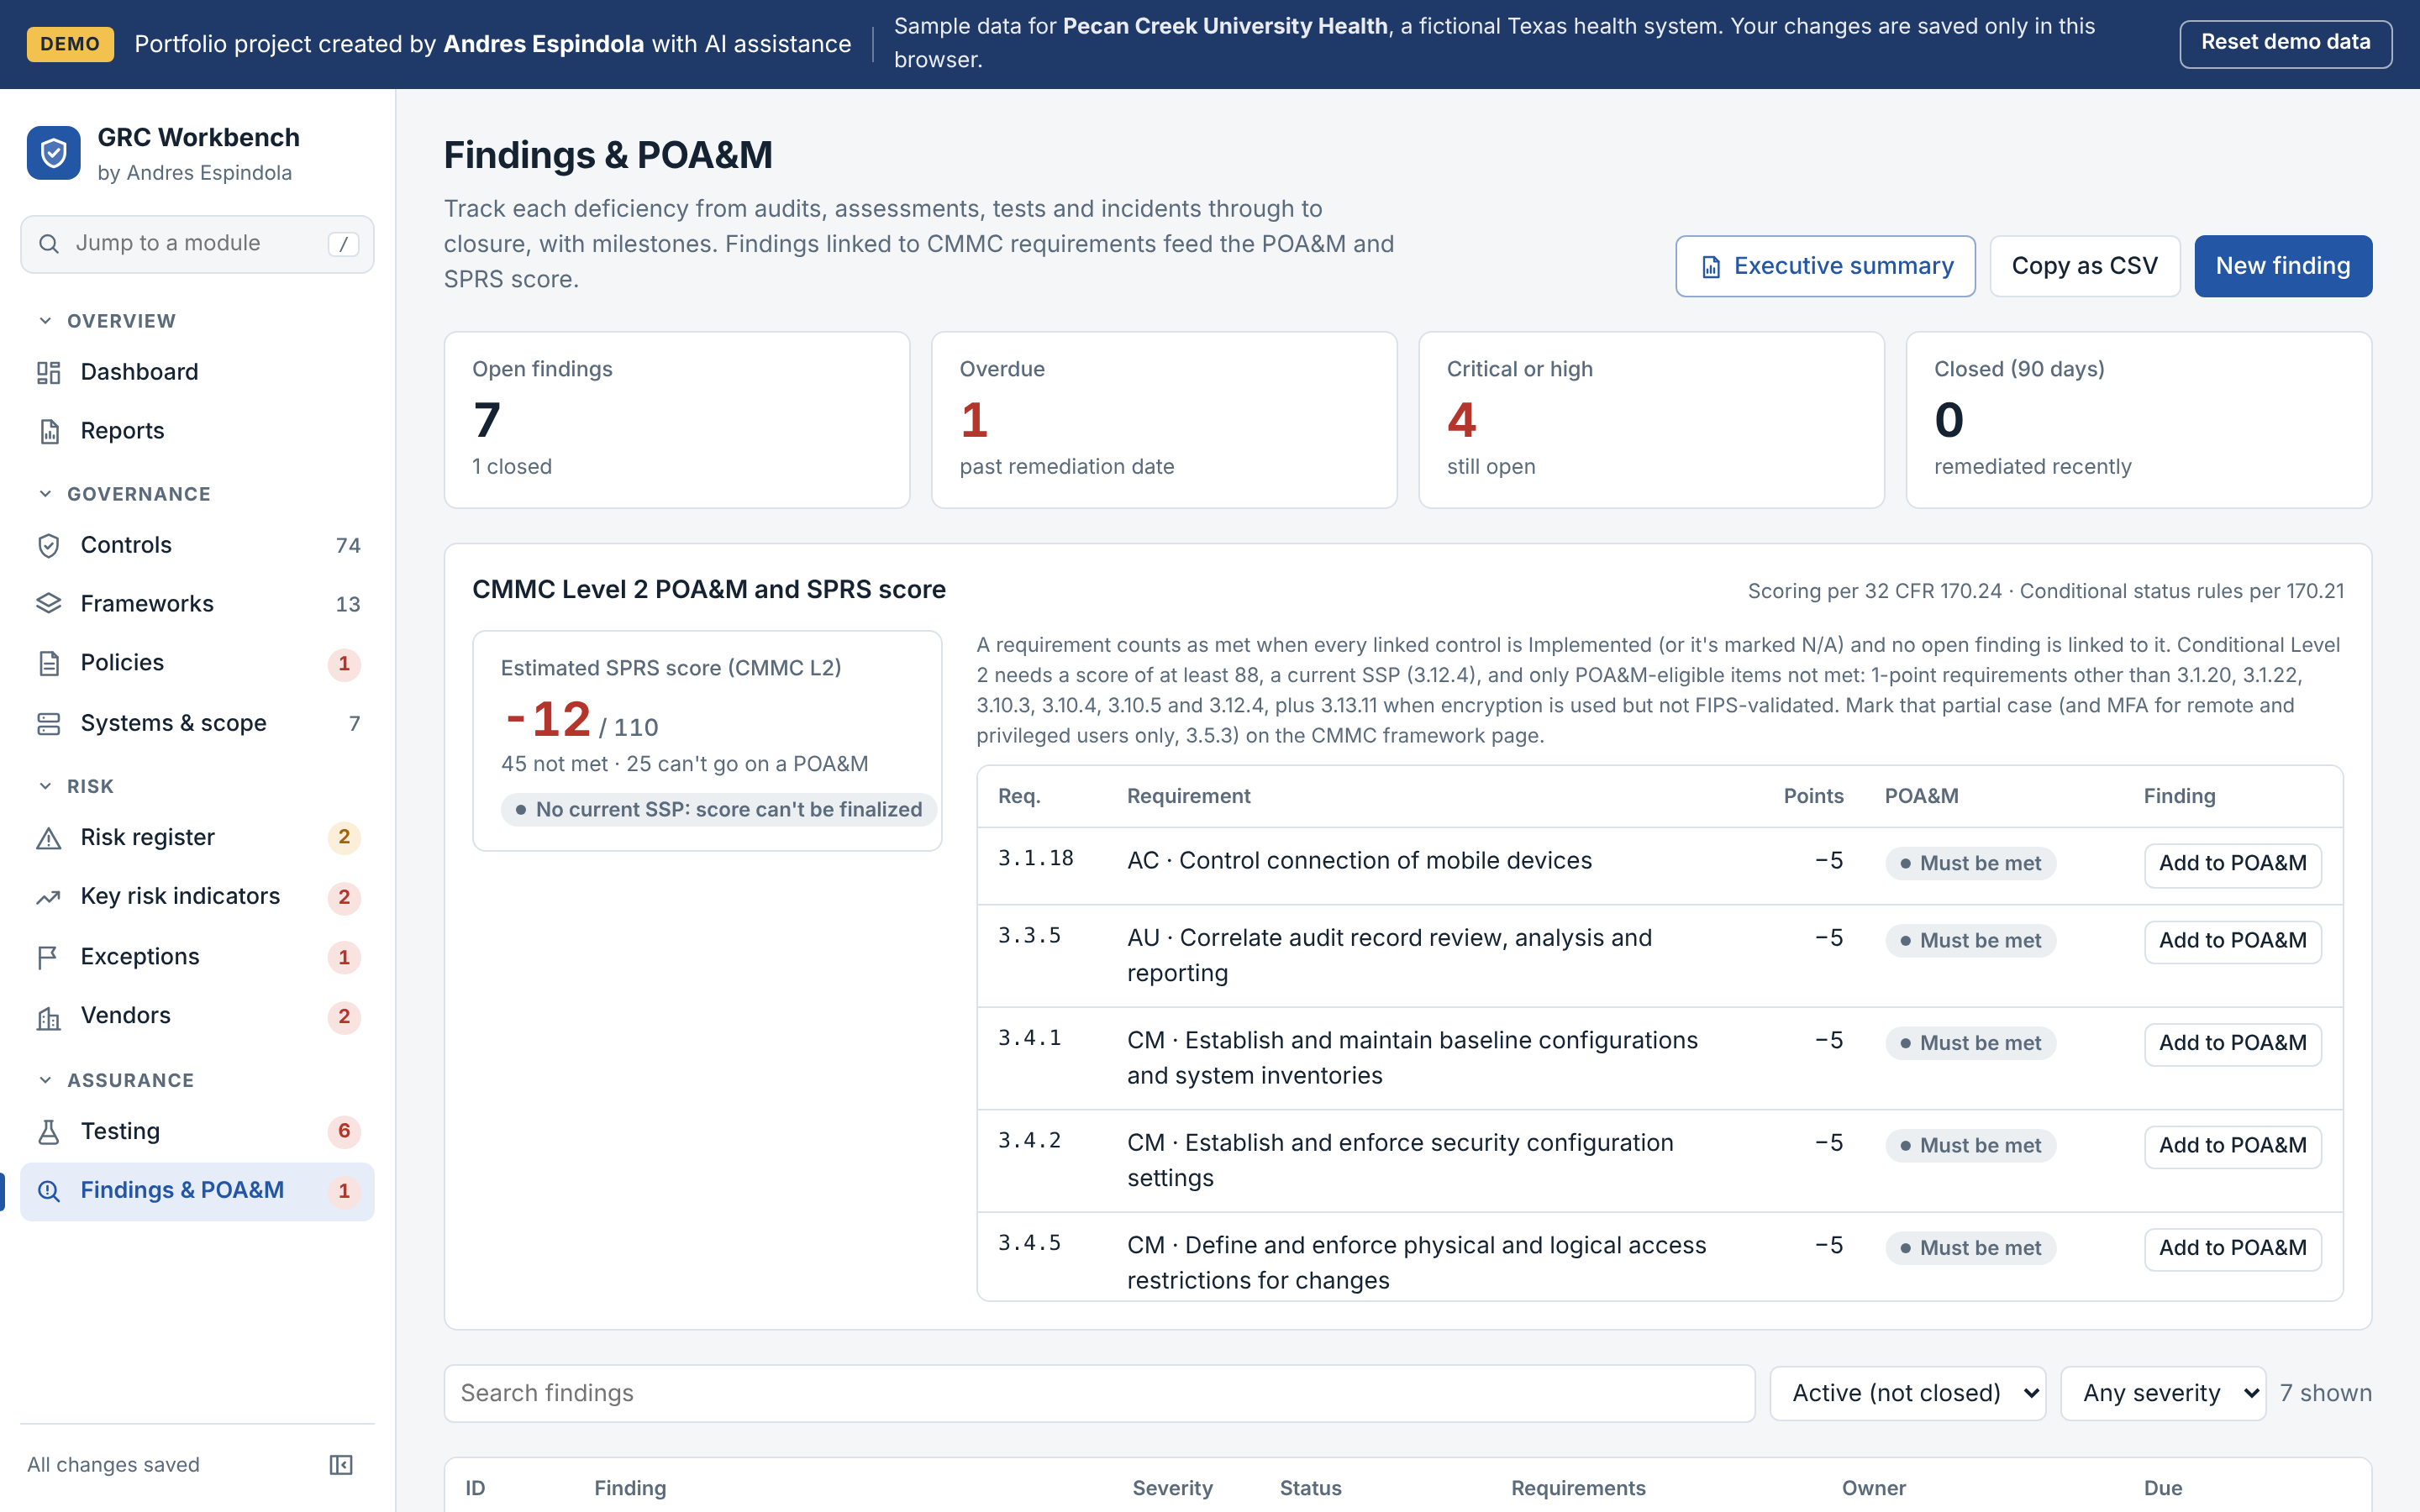 DEMO Portfolio project created by Andres Espindola with AI assistance
Sample data for Pecan Creek University Health, a fictional Texas health system. Your changes are saved only in this
browser.
Reset demo data
GRC Workbench
by Andres Espindola
Jump to a module /
OVERVIEW
Dashboard
Reports
GOVERNANCE
Controls 74
Frameworks 13
Policies 1
Systems & scope 7
RISK
Risk register 2
Key risk indicators 2
Exceptions 1
Vendors 2
ASSURANCE
Testing 6
Findings & POA&M 1
All changes saved
Findings & POA&M
Track each deficiency from audits, assessments, tests and incidents through to
closure, with milestones. Findings linked to CMMC requirements feed the POA&M and
SPRS score.
Executive summary Copy as CSV New finding
Open findings
7
1 closed
Overdue
1
past remediation date
Critical or high
4
still open
Closed (90 days)
0
remediated recently
CMMC Level 2 POA&M and SPRS score
Scoring per 32 CFR 170.24 · Conditional status rules per 170.21
Estimated SPRS score (CMMC L2)
-12 / 110
45 not met · 25 can't go on a POA&M
No current SSP: score can't be finalized
A requirement counts as met when every linked control is Implemented (or it's marked N/A) and no open finding is linked to it. Conditional Level
2 needs a score of at least 88, a current SSP (3.12.4), and only POA&M-eligible items not met: 1-point requirements other than 3.1.20, 3.1.22,
3.10.3, 3.10.4, 3.10.5 and 3.12.4, plus 3.13.11 when encryption is used but not FIPS-validated. Mark that partial case (and MFA for remote and
privileged users only, 3.5.3) on the CMMC framework page.
Req. Requirement Points POA&M Finding
3.1.18 AC · Control connection of mobile devices −5 Must be met Add to POA&M
3.3.5 AU · Correlate audit record review, analysis and −5 Must be met Add to POA&M
reporting
3.4.1 CM · Establish and maintain baseline configurations −5 Must be met Add to POA&M
and system inventories
3.4.2 CM · Establish and enforce security configuration −5 Must be met Add to POA&M
settings
3.4.5 CM · Define and enforce physical and logical access −5 Must be met Add to POA&M
restrictions for changes
Search findings Active (not closed) Any severity 7 shown
ID Finding Severity Status Requirements Owner Due